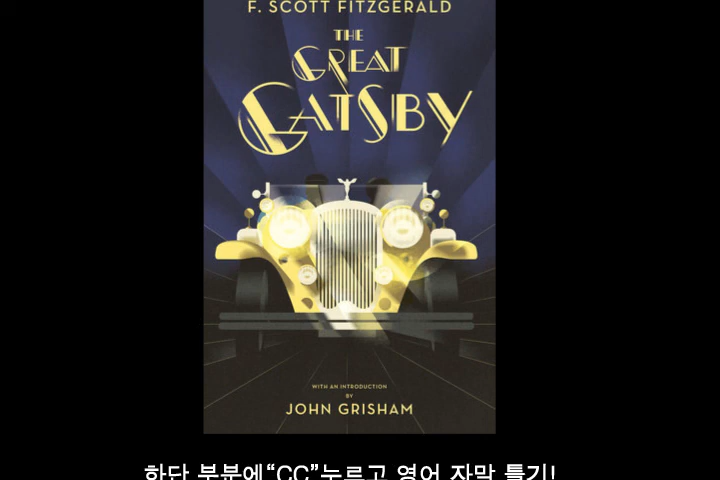 F. SCOTT FITZGERALD
THE
GREAT
GATSBY
WITH AN INTRODUCTION
BY
JOHN GRISHAM
하단 부분에“CC”누르고 영어 자막 틀기!